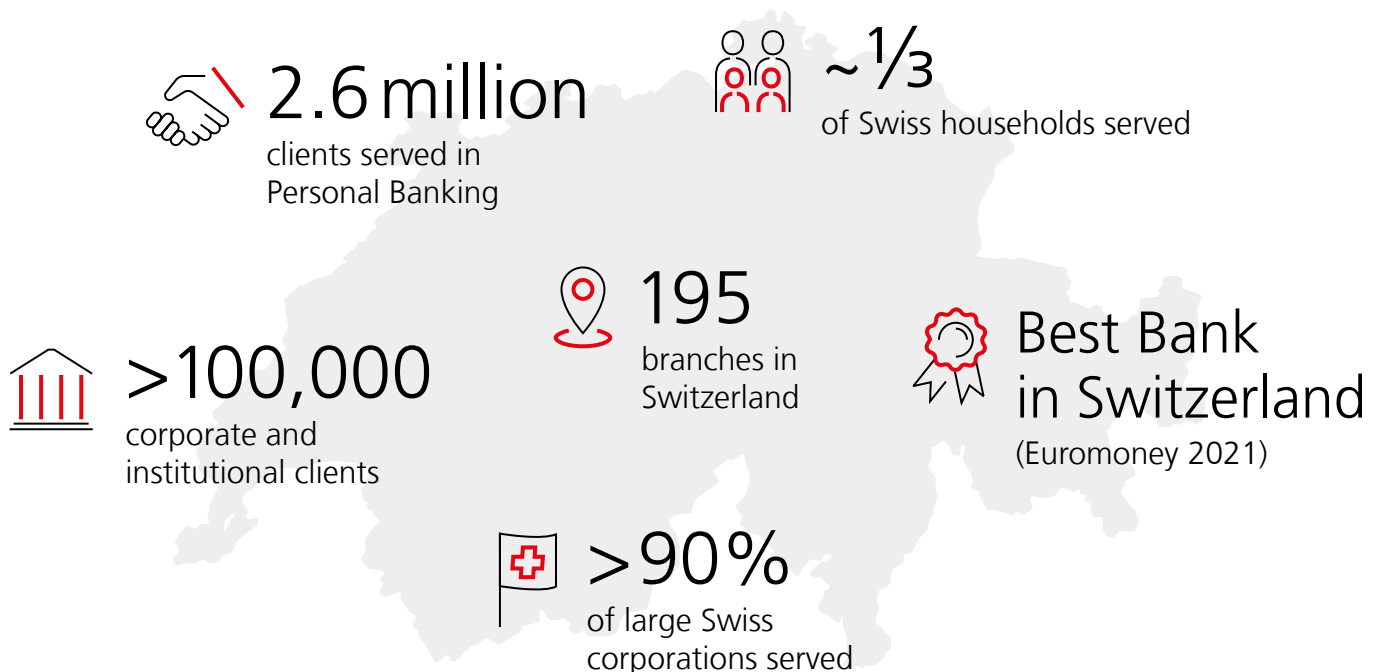 2.6 million
clients served in
Personal Banking
~⅓
of Swiss households served
195
branches in
Switzerland
>100,000
corporate and
institutional clients
Best Bank
in Switzerland
(Euromoney 2021)
>90%
of large Swiss
corporations served